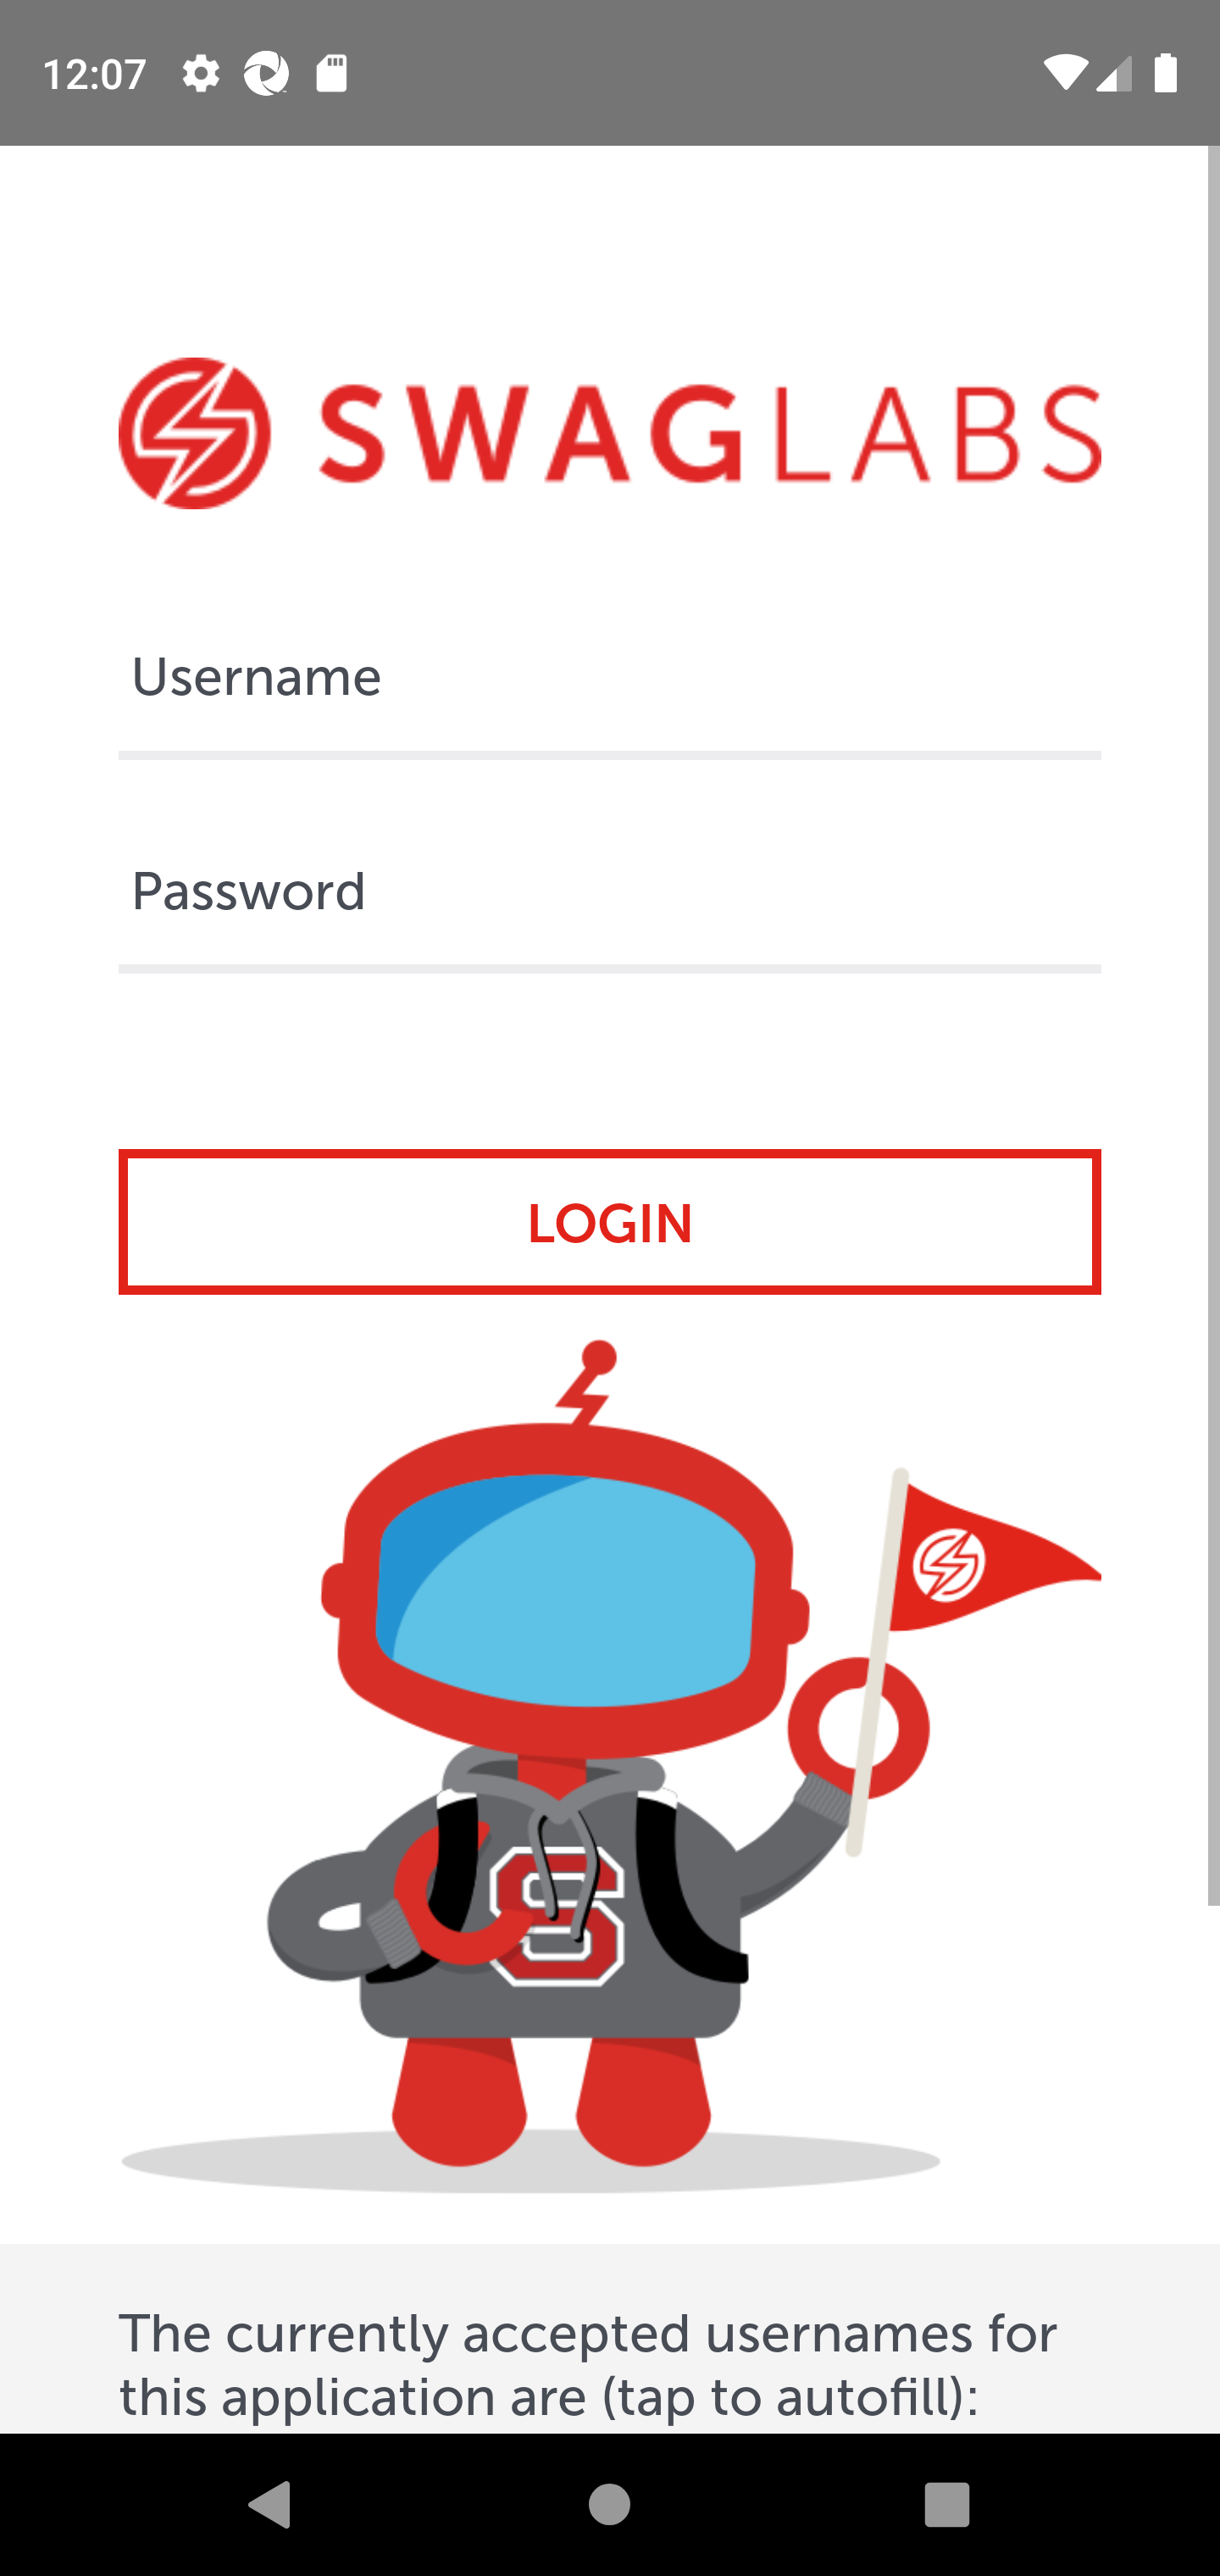 12:07
SWAGLABS
Username
Password
LOGIN
S
The currently accepted usernames for
this application are (tap to autofill):